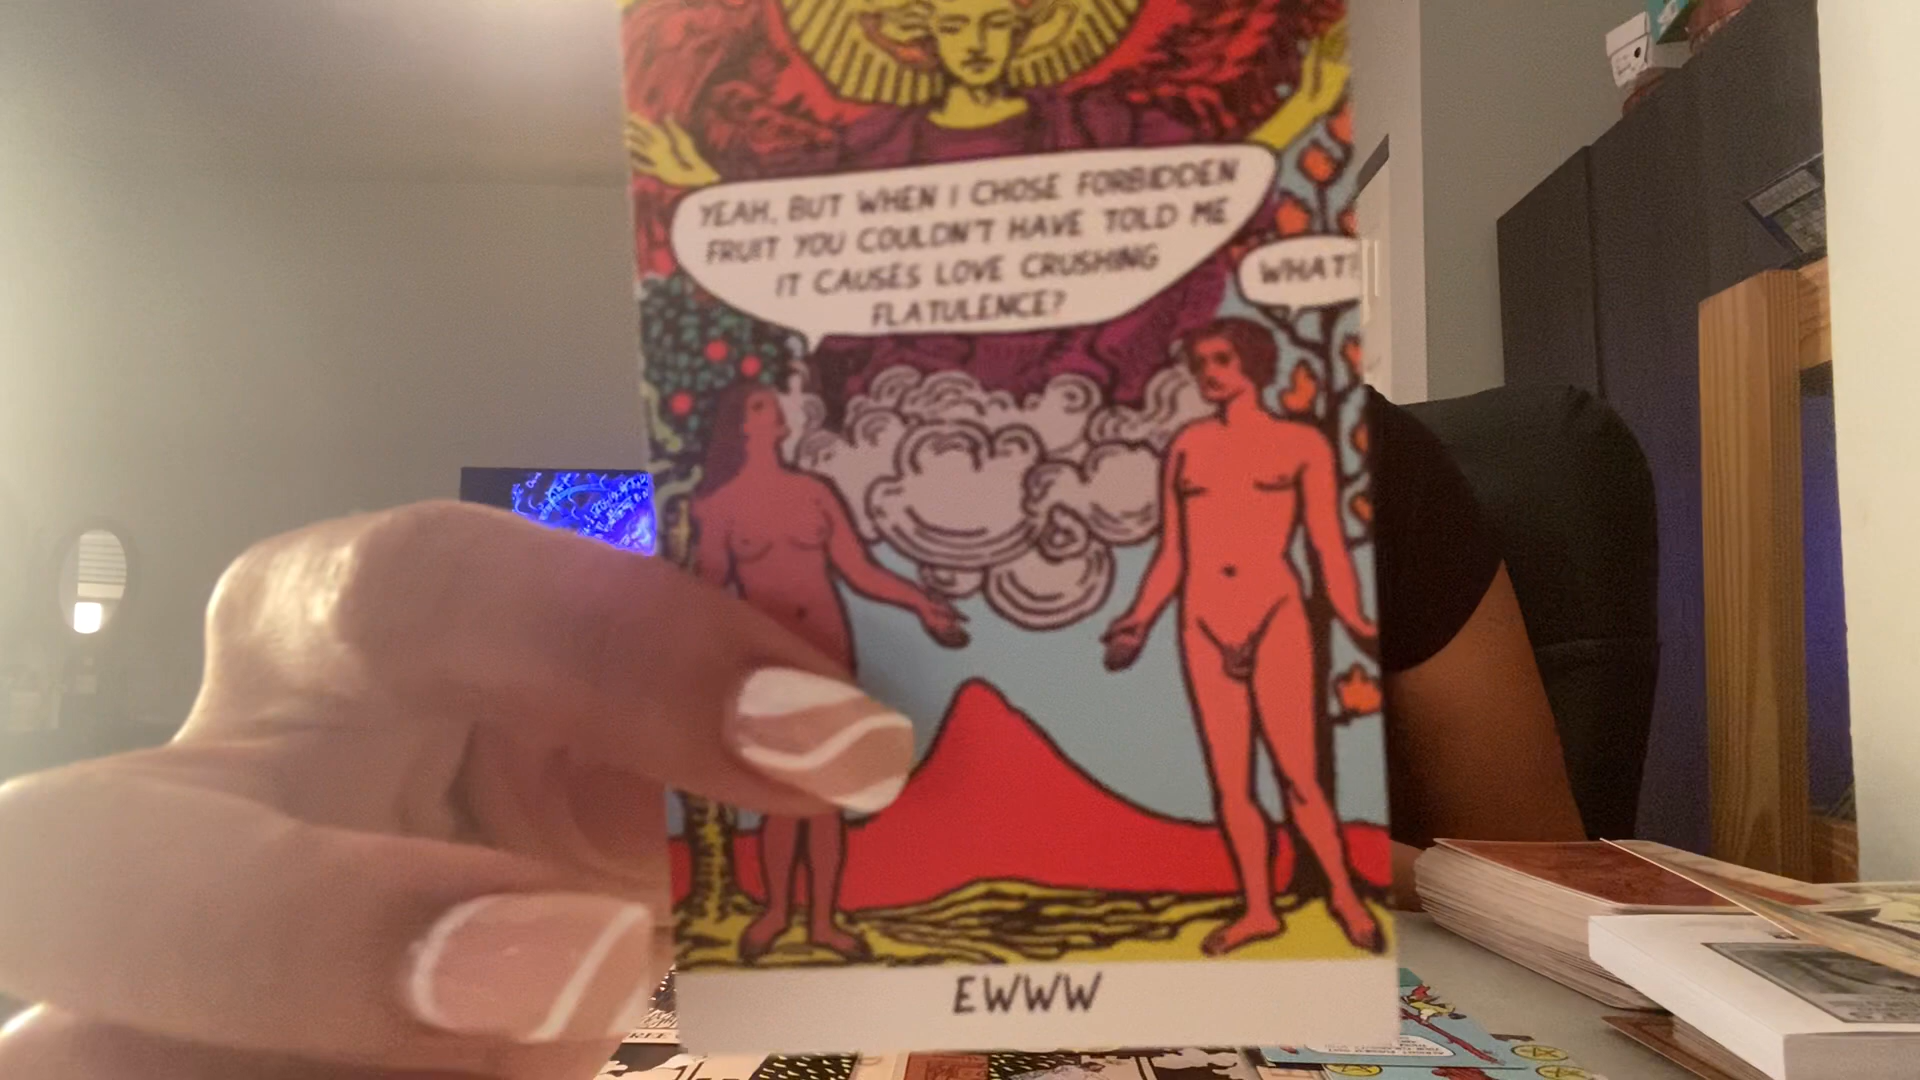 YEAH, BUT WHEN I CHOSE FORBIDDEN
FRUIT YOU COULDN'T HAVE TOLD ME
IT CAUSES LOVE CRUSHING
FLATULENCE?
WHAT?
EWWW